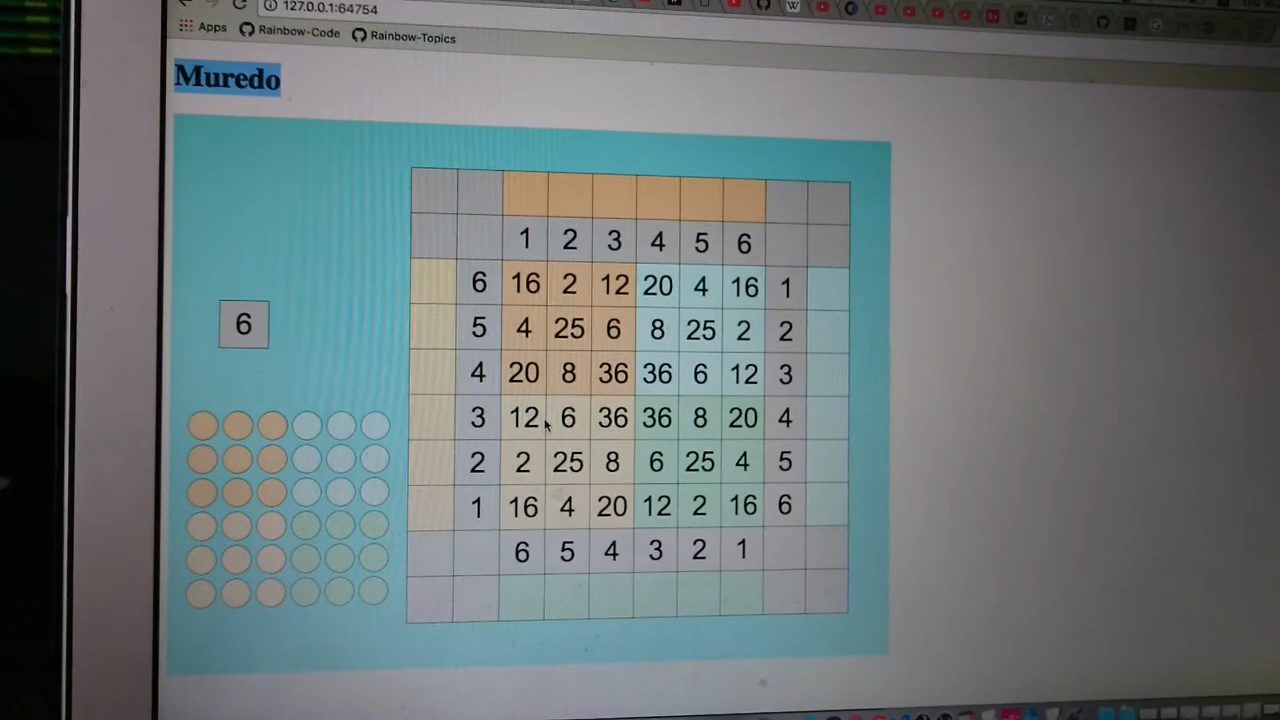 127.0.0.1:64754
Apps Rainbow-Code Rainbow-Topics
Muredo
1 2 3 4 5 6
6 16 2 12 20 4 16 1
6
5 4 25 6 8 25 2 2
4 20 8 36 36 6 12 3
3 12 6 36 36 8 20 4
2 2 25 8 6 25 4 5
1 16 4 20 12 2 16 6
6 5 4 3 2 1